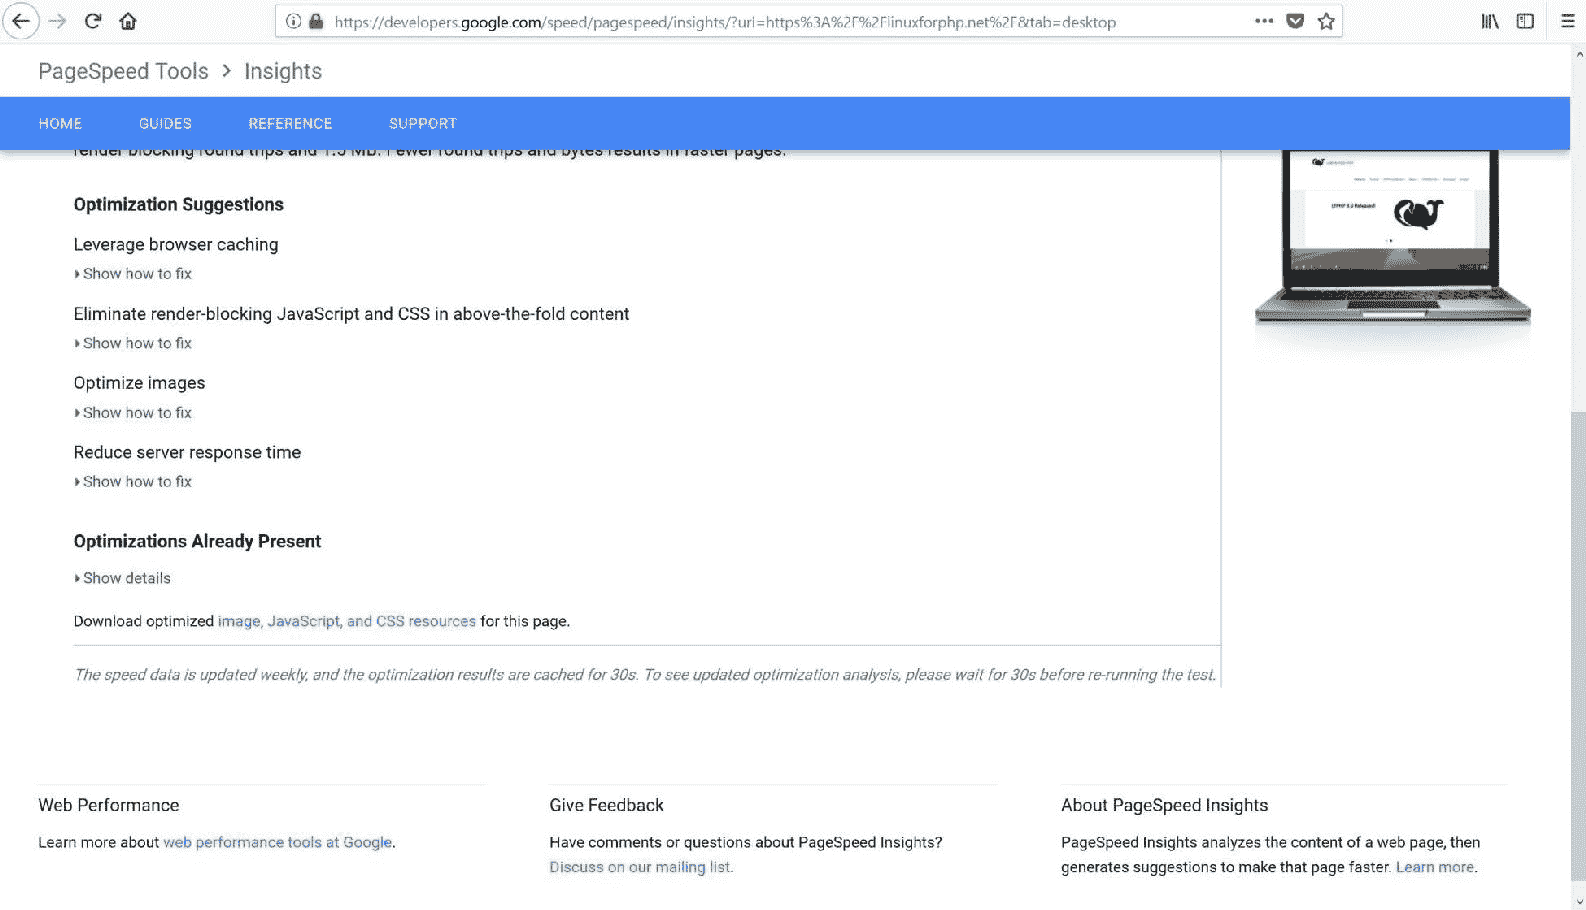 https://developers.google.com/speed/pagespeed/insights/?url=https%3A%2F%2Flinuxforphp.net%2F&tab=desktop
PageSpeed Tools > Insights
HOME GUIDES REFERENCE SUPPORT
render blocking round trips and 1.5 MB. Fewer round trips and bytes results in faster pages.
Optimization Suggestions
Leverage browser caching
Show how to fix
Eliminate render-blocking JavaScript and CSS in above-the-fold content
Show how to fix
Optimize images
Show how to fix
Reduce server response time
Show how to fix
Optimizations Already Present
Show details
Download optimized image, JavaScript, and CSS resources for this page.
The speed data is updated weekly, and the optimization results are cached for 30s. To see updated optimization analysis, please wait for 30s before re-running the test.
Web Performance
Learn more about web performance tools at Google.
Give Feedback
Have comments or questions about PageSpeed Insights?
Discuss on our mailing list.
About PageSpeed Insights
PageSpeed Insights analyzes the content of a web page, then
generates suggestions to make that page faster. Learn more.